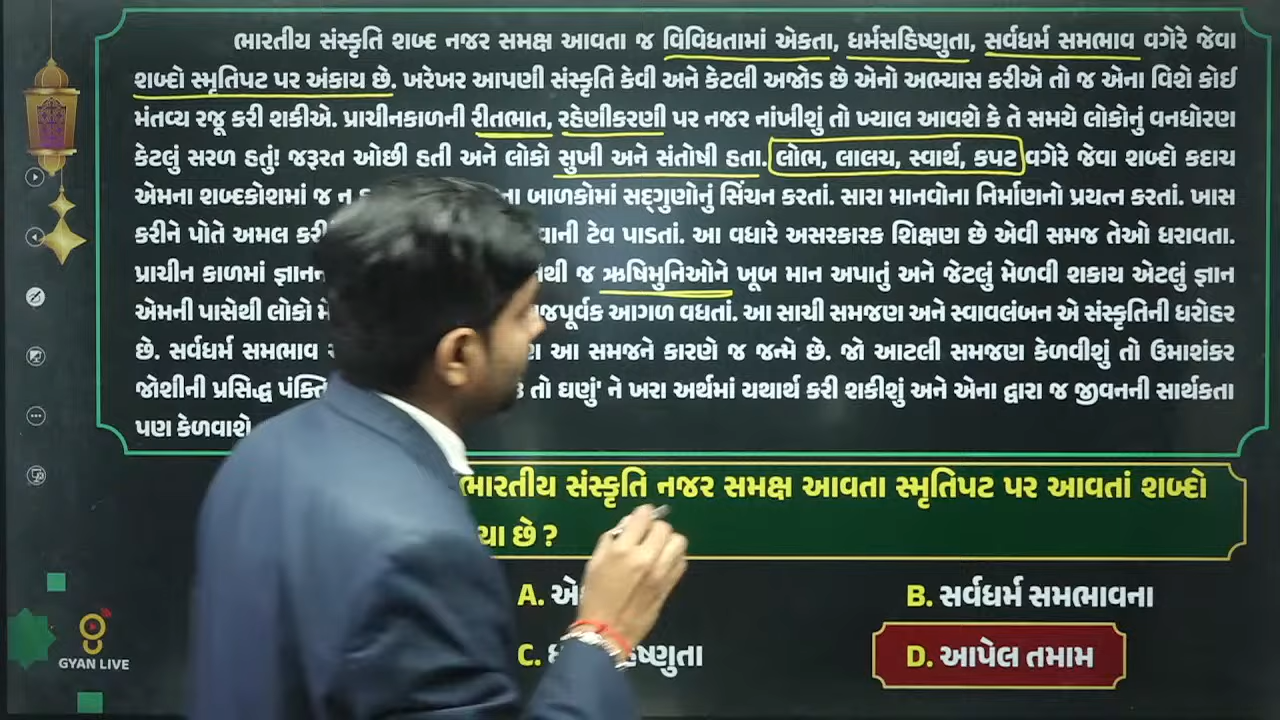 ભારતીય સંસ્કૃતિ શબ્દ નજર સમક્ષ આવતા જ વિવિધતામાં એકતા, ધર્મસહિષ્ણુતા, સર્વધર્મ સમભાવ વગેરે જેવા
શબ્દો સ્મૃતિપટ પર અંકાય છે. ખરેખર આપણી સંસ્કૃતિ કેવી અને કેટલી અજોડ છે એનો અભ્યાસ કરીએ તો જ એના વિશે કોઈ
મંતવ્ય રજૂ કરી શકીએ. પ્રાચીનકાળની રીતભાત, રહેણીકરણી પર નજર નાંખીશું તો ખ્યાલ આવશે કે તે સમયે લોકોનું વનધોરણ
કેટલું સરળ હતું! જરૂરત ઓછી હતી અને લોકો સુખી અને સંતોષી હતા. લોભ, લાલચ, સ્વાર્થ, કપટ વગેરે જેવા શબ્દો કદાચ
એમના શબ્દકોશમાં જ ન બાળકોમાં સદ્ગુણોનું સિંચન કરતાં. સારા માનવોના નિર્માણનો પ્રયત્ન કરતાં. ખાસ
કરીને પોતે અમલ ટેવ પાડતાં. આ વધારે અસરકારક શિક્ષણ છે એવી સમજ તેઓ ધરાવતા.
પ્રાચીન કાળમાં જ ઋષિમુનિઓને ખૂબ માન અપાતું અને જેટલું મેળવી શકાય એટલું જ્ઞાન
એમની પાસેથી લોકો આગળ વધતાં. આ સાચી સમજણ અને સ્વાવલંબન એ સંસ્કૃતિની ધરોહર
છે. સર્વધર્મ સમભાવ આ સમજને કારણે જ જન્મે છે. જો આટલી સમજણ કેળવીશું તો ઉમાશંકર
જોશીની પ્રસિદ્ધ તો ઘણું' ને ખરા અર્થમાં યથાર્થ કરી શકીશું અને એના દ્વારા જ જીવનની સાર્થકતા
પણ કેળવાશે
ભારતીય સંસ્કૃતિ નજર સમક્ષ આવતા સ્મૃતિપટ પર આવતાં શબ્દો
છે ?
A.
B. સર્વધર્મ સમભાવના
C.
D. આપેલ તમામ
GYAN LIVE